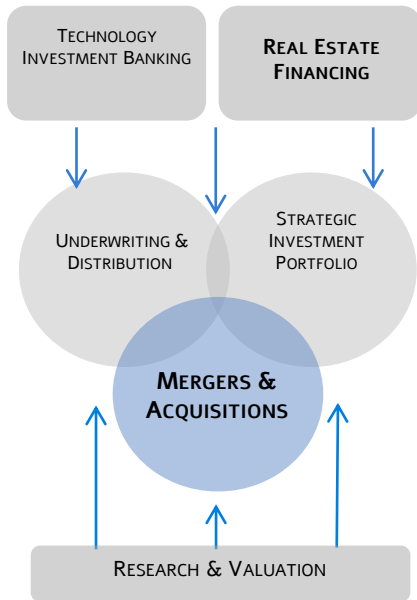 Technology
Investment Banking
Real Estate
Financing
Underwriting &
Distribution
Strategic
Investment
Portfolio
Mergers &
Acquisitions
Research & Valuation